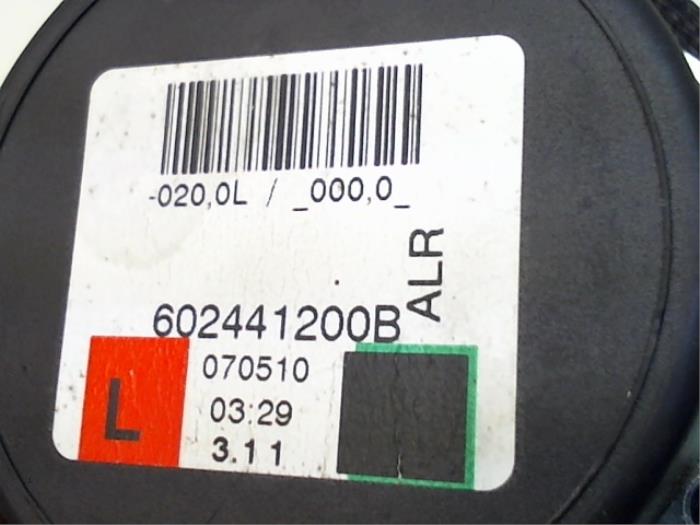 -020,0L / _000,0_
ALR
602441200B
L
070510
03:29
3.11